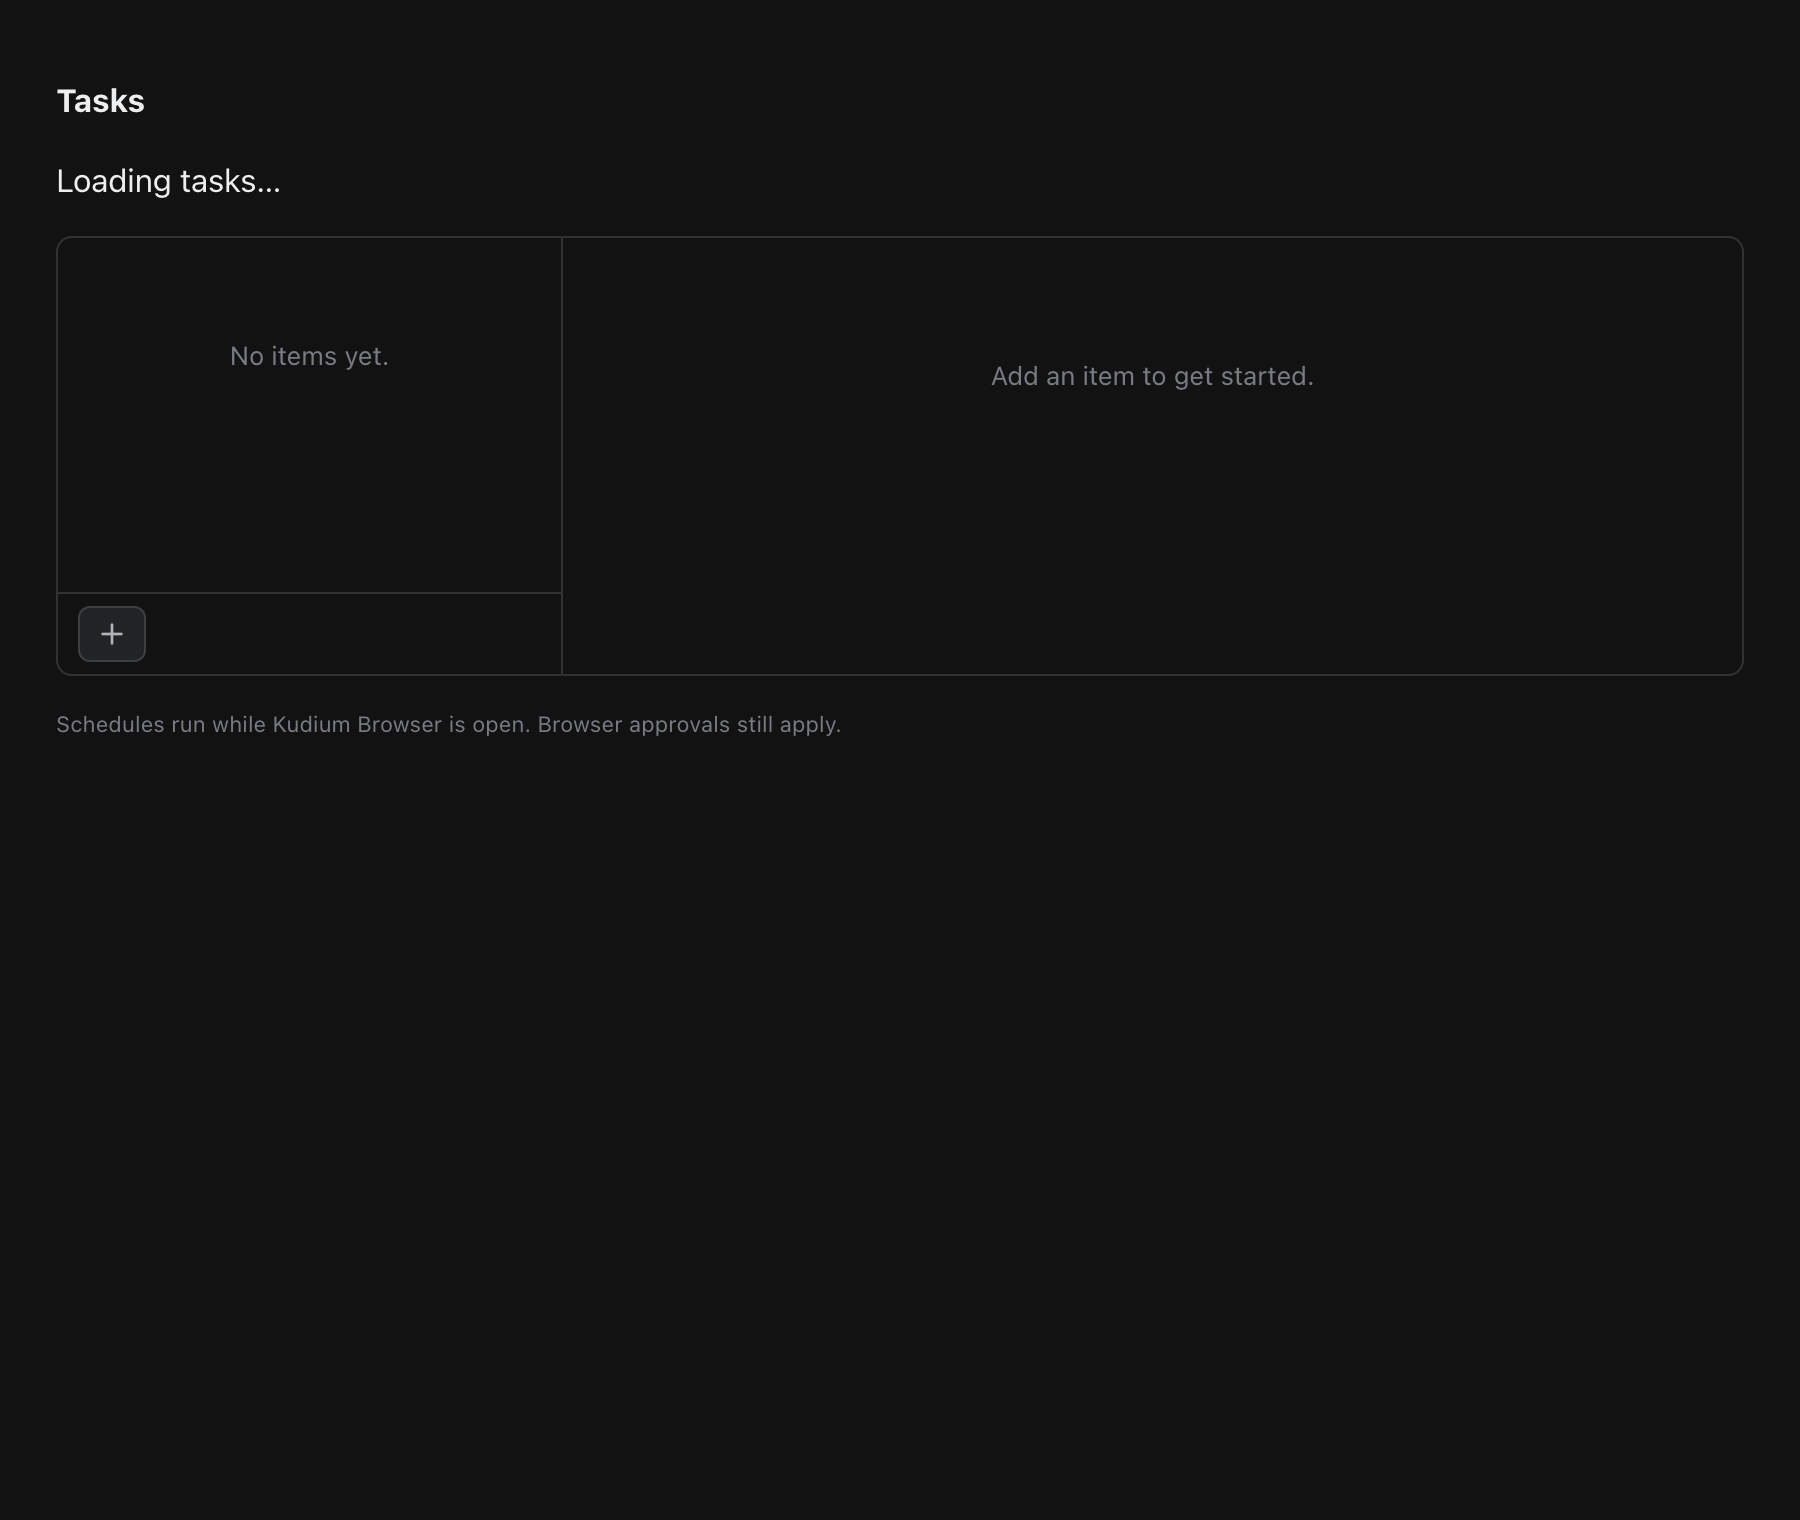 Tasks
Loading tasks...
No items yet.
Add an item to get started.
Schedules run while Kudium Browser is open. Browser approvals still apply.